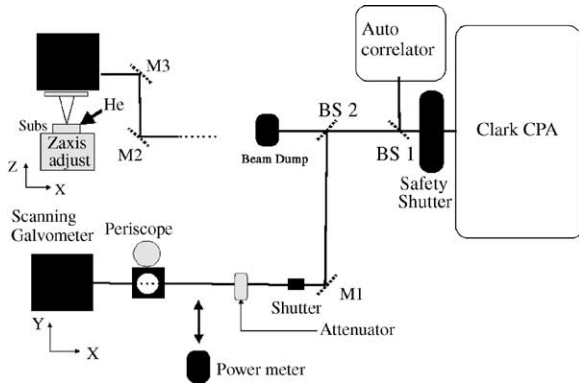 Auto
correlator
M3
He
Subs
Zaxis
adjust
M2
Z
X
BS 2
Beam Dump
BS 1
Clark CPA
Safety
Shutter
Scanning
Galvometer
Periscope
M1
Shutter
Attenuator
Y
X
Power meter